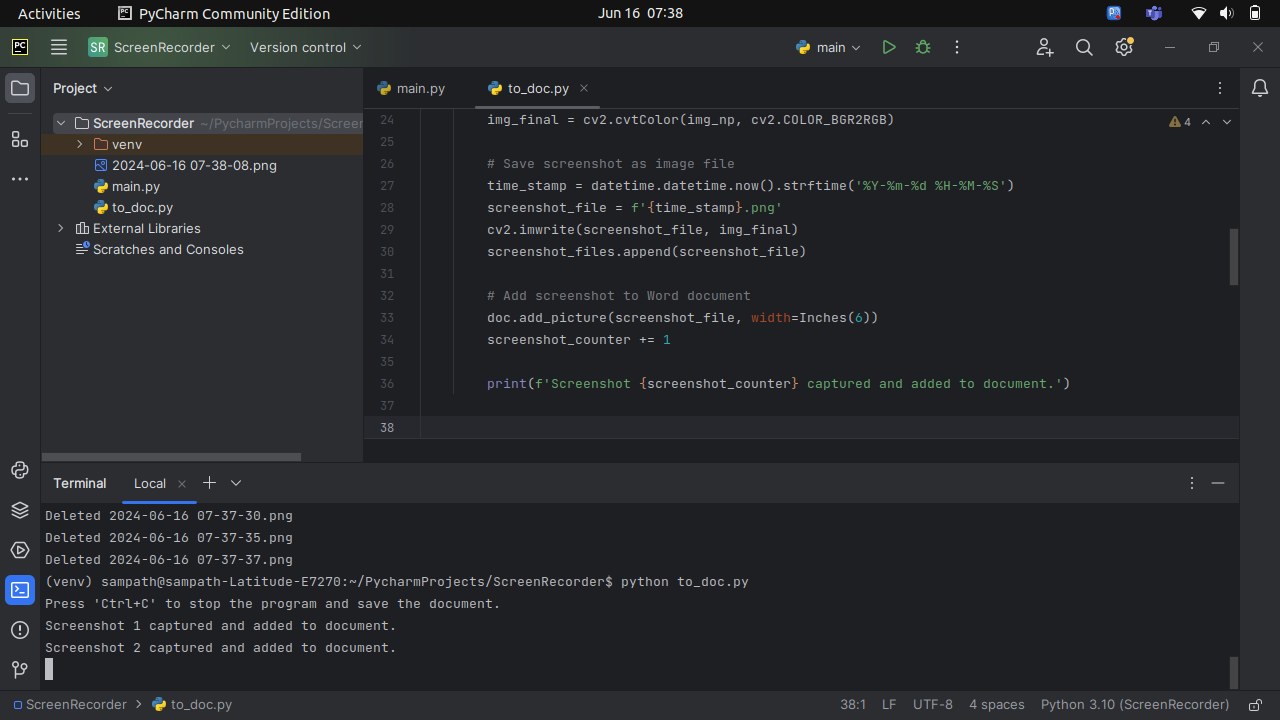 Activities PyCharm Community Edition Jun 16 07:38
PC SR ScreenRecorder Version control main
Project main.py to_doc.py
ScreenRecorder ~/PycharmProjects/Screen
venv
2024-06-16 07-38-08.png
main.py
to_doc.py
External Libraries
Scratches and Consoles
4
24 img_final = cv2.cvtColor(img_np, cv2.COLOR_BGR2RGB)
25
26 # Save screenshot as image file
27 time_stamp = datetime.datetime.now().strftime('%Y-%m-%d %H-%M-%S')
28 screenshot_file = f'{time_stamp}.png'
29 cv2.imwrite(screenshot_file, img_final)
30 screenshot_files.append(screenshot_file)
31
32 # Add screenshot to Word document
33 doc.add_picture(screenshot_file, width=Inches(6))
34 screenshot_counter += 1
35
36 print(f'Screenshot {screenshot_counter} captured and added to document.')
37
38
Terminal Local
Deleted 2024-06-16 07-37-30.png
Deleted 2024-06-16 07-37-35.png
Deleted 2024-06-16 07-37-37.png
(venv) sampath@sampath-Latitude-E7270:~/PycharmProjects/ScreenRecorder$ python to_doc.py
Press 'Ctrl+C' to stop the program and save the document.
Screenshot 1 captured and added to document.
Screenshot 2 captured and added to document.
ScreenRecorder to_doc.py 38:1 LF UTF-8 4 spaces Python 3.10 (ScreenRecorder)